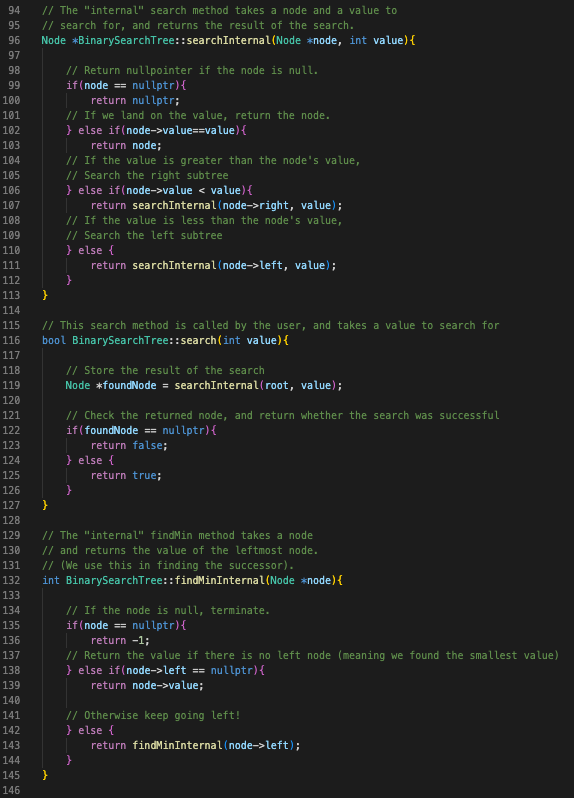 94 // The "internal" search method takes a node and a value to
95 // search for, and returns the result of the search.
96 Node *BinarySearchTree::searchInternal(Node *node, int value){
97
98     // Return nullpointer if the node is null.
99     if(node == nullptr){
100         return nullptr;
101     // If we land on the value, return the node.
102     } else if(node->value==value){
103         return node;
104     // If the value is greater than the node's value,
105     // Search the right subtree
106     } else if(node->value < value){
107         return searchInternal(node->right, value);
108     // If the value is less than the node's value,
109     // Search the left subtree
110     } else {
111         return searchInternal(node->left, value);
112     }
113 }
114
115 // This search method is called by the user, and takes a value to search for
116 bool BinarySearchTree::search(int value){
117
118     // Store the result of the search
119     Node *foundNode = searchInternal(root, value);
120
121     // Check the returned node, and return whether the search was successful
122     if(foundNode == nullptr){
123         return false;
124     } else {
125         return true;
126     }
127 }
128
129 // The "internal" findMin method takes a node
130 // and returns the value of the leftmost node.
131 // (We use this in finding the successor).
132 int BinarySearchTree::findMinInternal(Node *node){
133
134     // If the node is null, terminate.
135     if(node == nullptr){
136         return -1;
137     // Return the value if there is no left node (meaning we found the smallest value)
138     } else if(node->left == nullptr){
139         return node->value;
140
141     // Otherwise keep going left!
142     } else {
143         return findMinInternal(node->left);
144     }
145 }
146